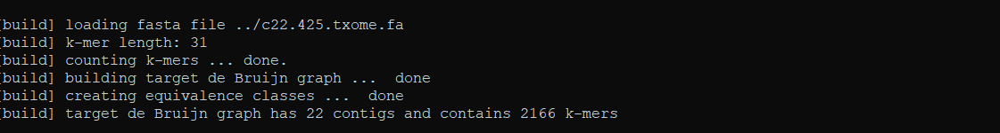 [build] loading fasta file ../c22.425.txome.fa
[build] k-mer length: 31
[build] counting k-mers ... done.
[build] building target de Bruijn graph ...  done
[build] creating equivalence classes ...  done
[build] target de Bruijn graph has 22 contigs and contains 2166 k-mers